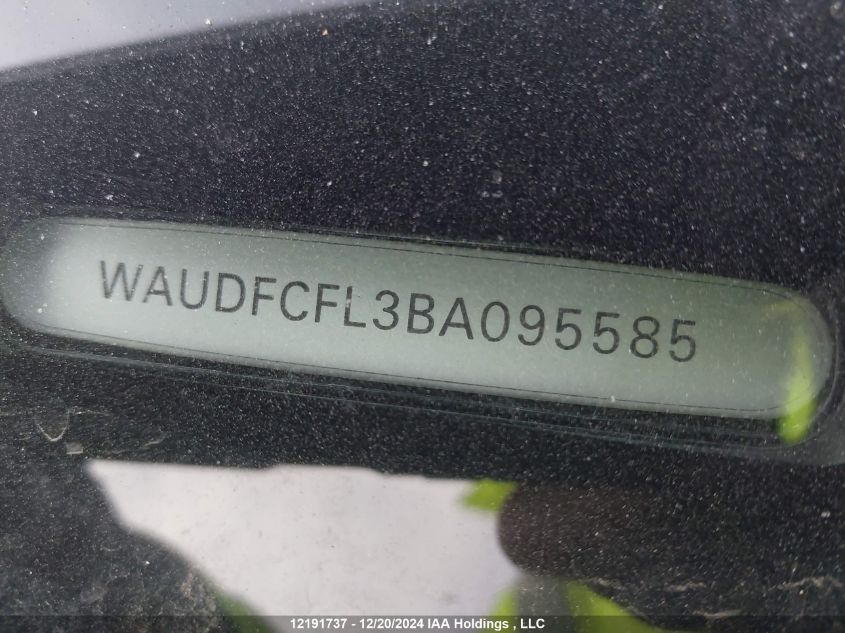 WAUDFCFL3BA095585
12191737 - 12/20/2024 IAA Holdings , LLC